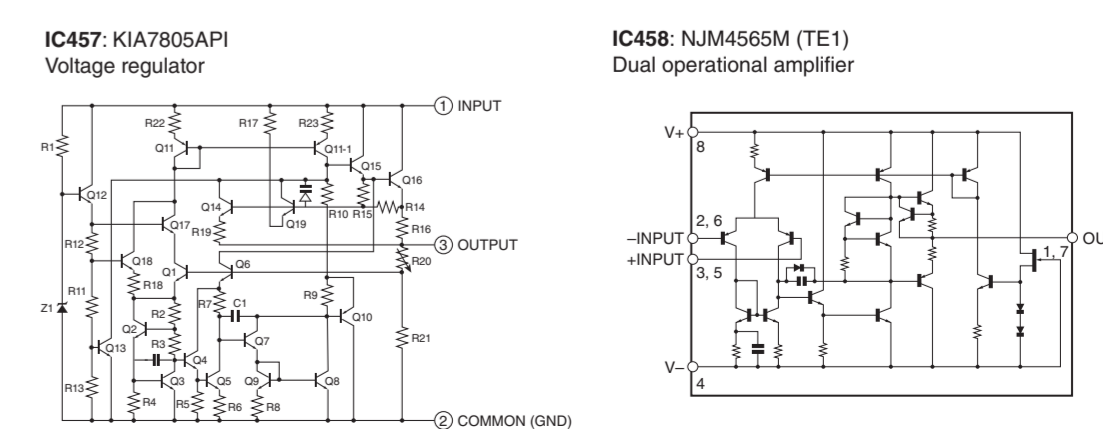 IC457: KIA7805API
Voltage regulator
R1
R22
R17
R23
1 INPUT
Q11
Q11-1
Q15
Q12
Q16
Q14
R10
R15
R14
Q17
R19
Q19
R16
R12
3 OUTPUT
Q18
Q1
Q6
R20
R18
R11
R7
C1
R9
Z1
R2
Q10
Q2
R3
Q7
R21
Q13
Q4
R13
Q3
Q5
Q9
Q8
R4
R5
R6
R8
2 COMMON (GND)
IC458: NJM4565M (TE1)
Dual operational amplifier
V+
8
2, 6
–INPUT
+INPUT
3, 5
OU
1, 7
V–
4